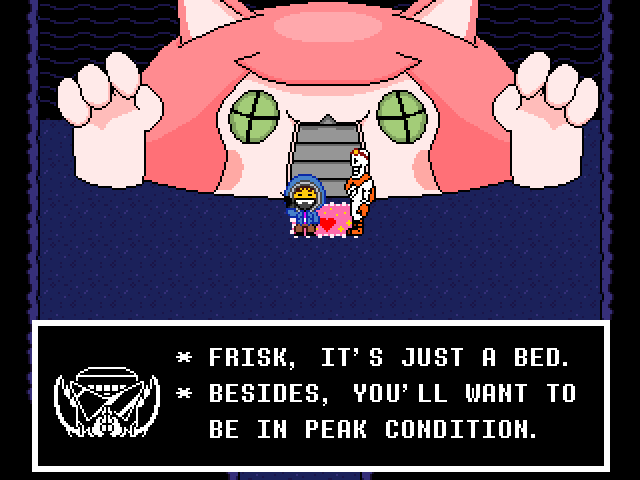 * FRISK, IT'S JUST A BED.
* BESIDES, YOU'LL WANT TO
BE IN PEAK CONDITION.